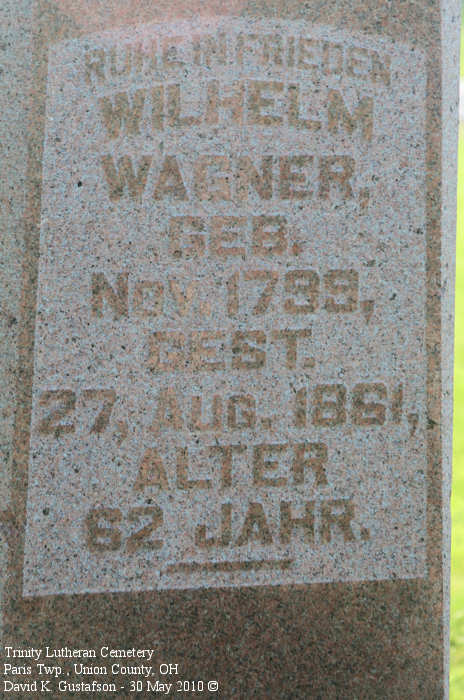 RUHE IN FRIEDEN
WILHELM
WAGNER,
GEB.
NOV. 1799,
GEST.
27, AUG. 1861,
ALTER
62 JAHR.
Trinity Lutheran Cemetery
Paris Twp., Union County, OH
David K. Gustafson - 30 May 2010 ©